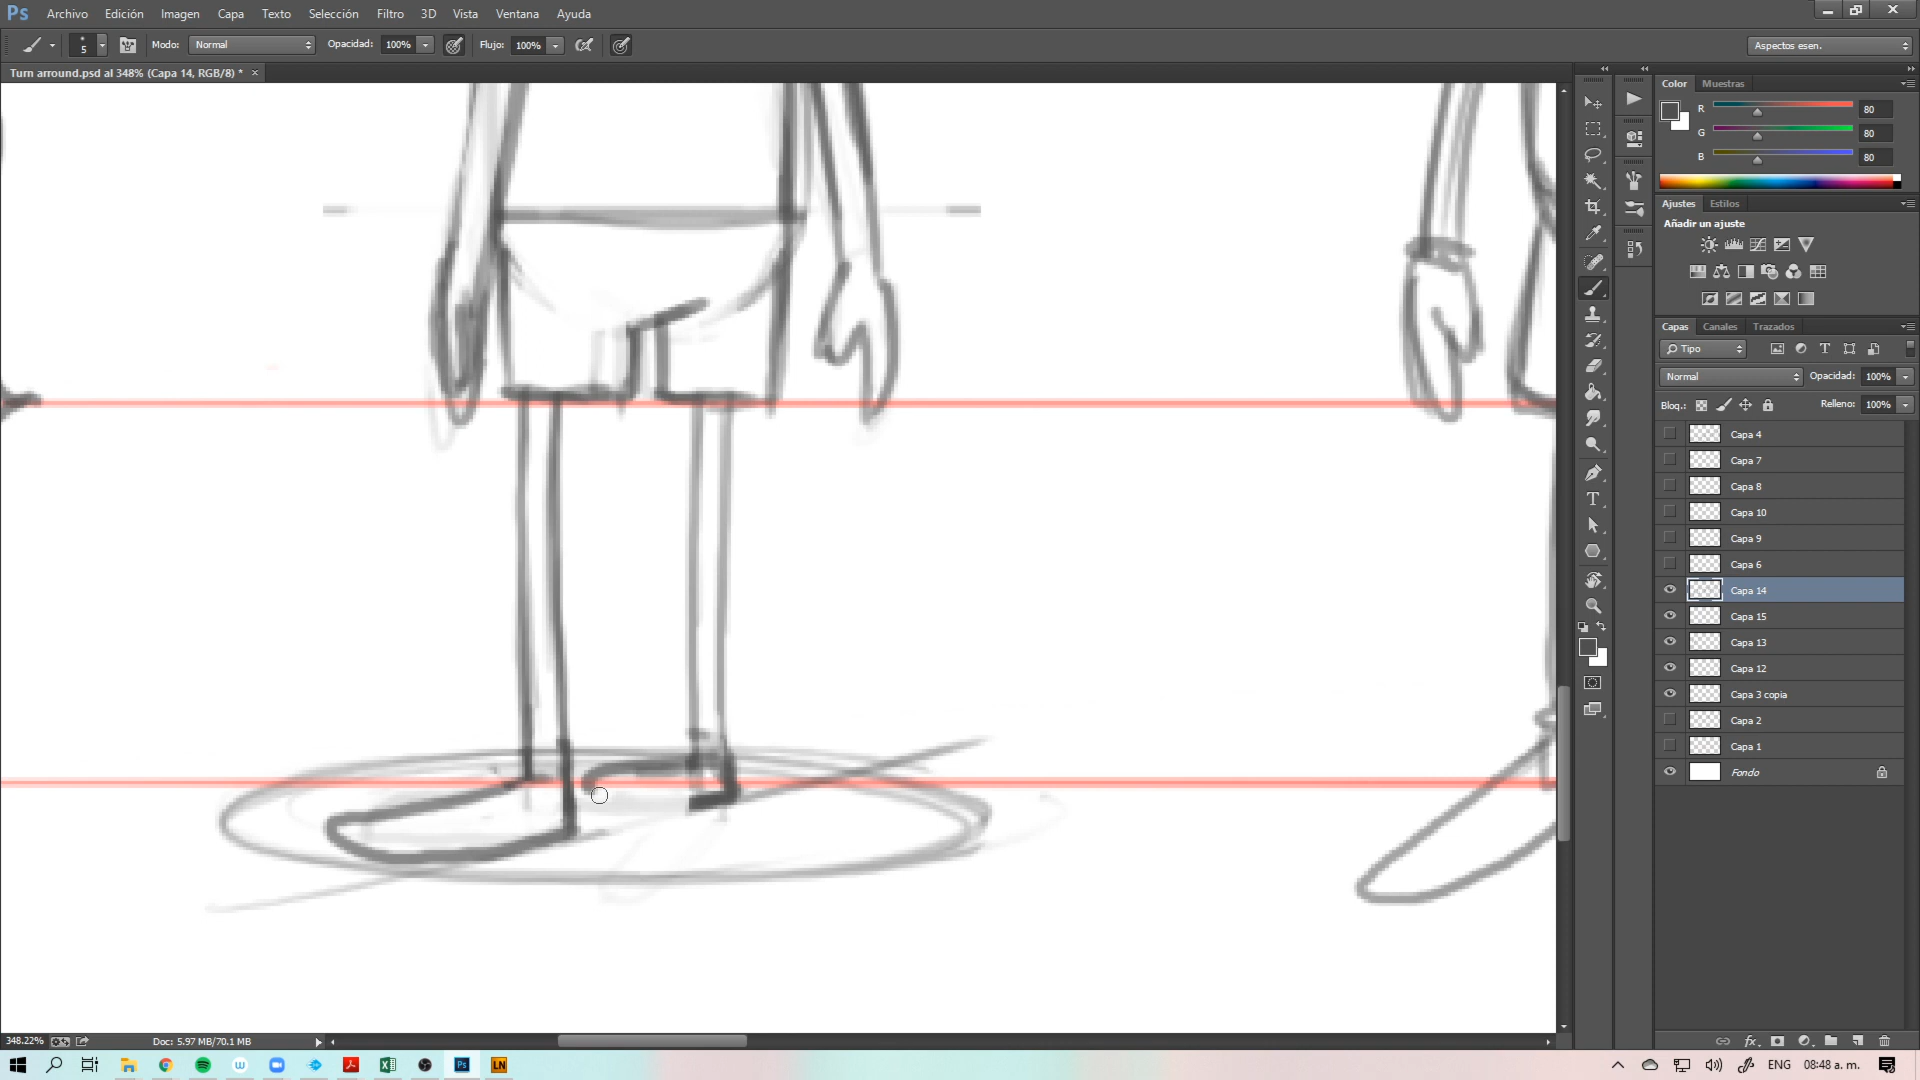 Ps Archivo Edición Imagen Capa Texto Selección Filtro 3D Vista Ventana Ayuda
5 Modo: Normal Opacidad: 100% Flujo: 100% Aspectos esen.
Turn arround.psd al 348% (Capa 14, RGB/8) * ×
Color Muestras
R 80
G 80
B 80
Ajustes Estilos
Añadir un ajuste
Capas Canales Trazados
Tipo
Normal Opacidad: 100%
Bloq.: Relleno: 100%
Capa 4
Capa 7
Capa 8
Capa 10
Capa 9
Capa 6
Capa 14
Capa 15
Capa 13
Capa 12
Capa 3 copia
Capa 2
Capa 1
Fondo
348.22% Doc: 5.97 MB/70.1 MB
ENG 08:48 a. m.